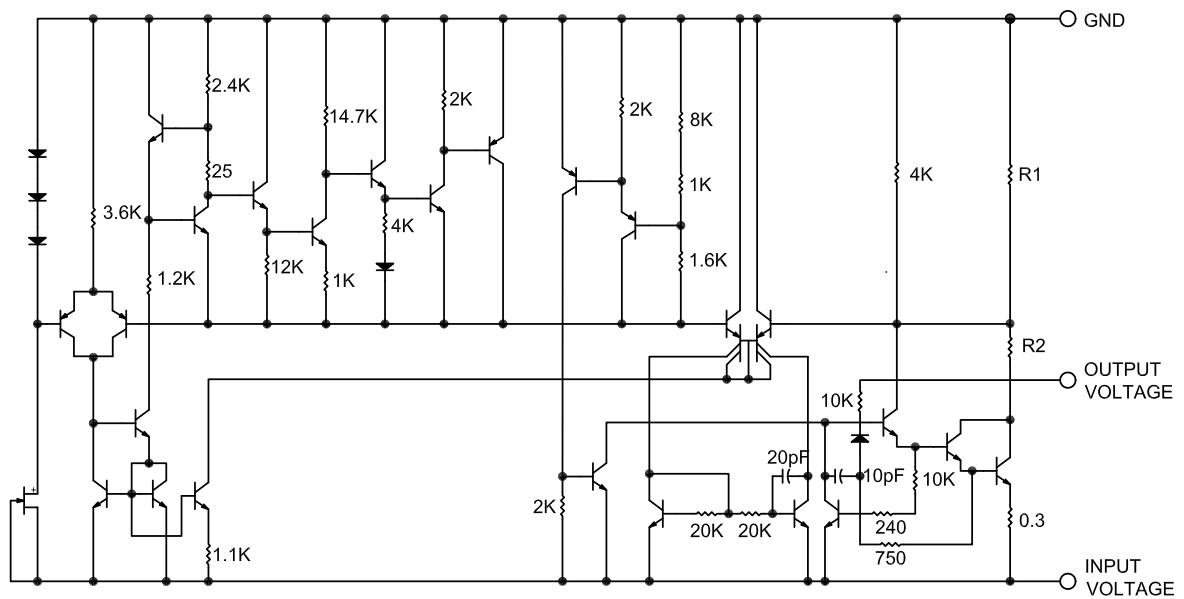 GND
2.4K
14.7K
2K
2K
8K
25
1K
4K
R1
3.6K
4K
1.2K
12K
1K
1.6K
R2
OUTPUT
VOLTAGE
10K
20pF
10pF
10K
2K
20K
20K
240
0.3
1.1K
750
INPUT
VOLTAGE